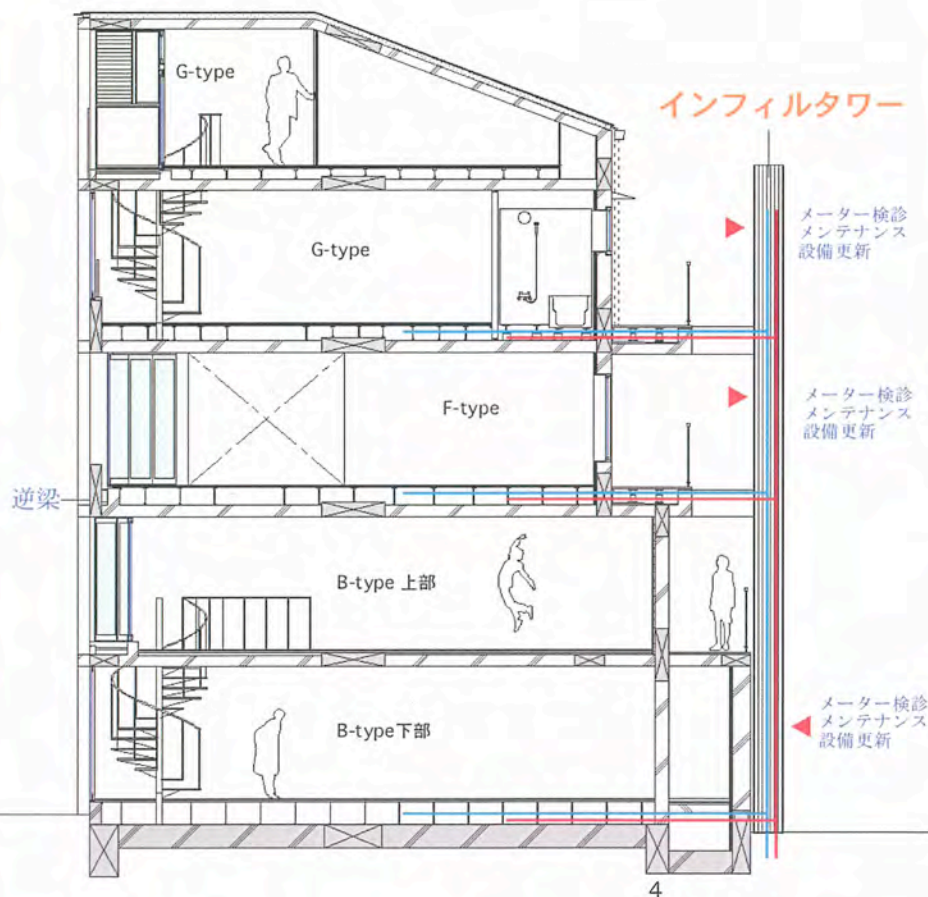 G-type
インフィルタワー
メーター検診
メンテナンス
設備更新
G-type
F-type
メーター検診
メンテナンス
設備更新
逆梁
B-type 上部
B-type下部
メーター検診
メンテナンス
設備更新
4